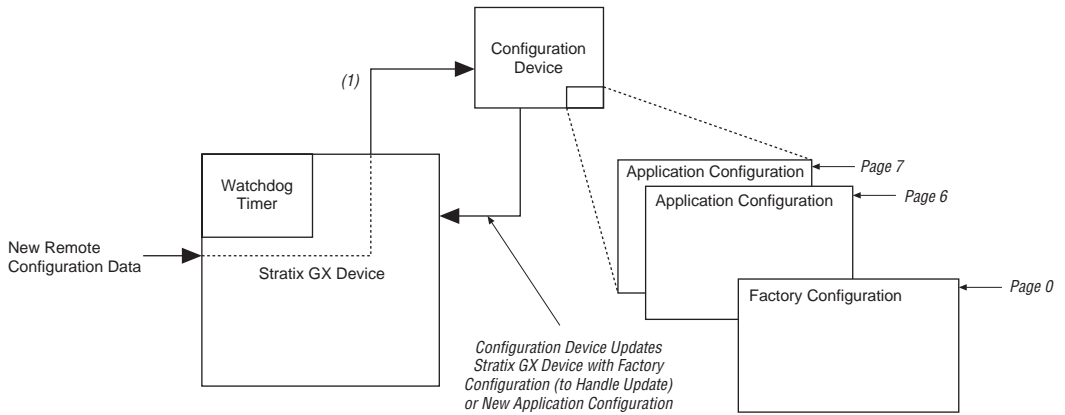 Configuration
Device
(1)
Watchdog
Timer
New Remote
Configuration Data
Stratix GX Device
Application Configuration
Page 7
Application Configuration
Page 6
Factory Configuration
Page 0
Configuration Device Updates
Stratix GX Device with Factory
Configuration (to Handle Update)
or New Application Configuration